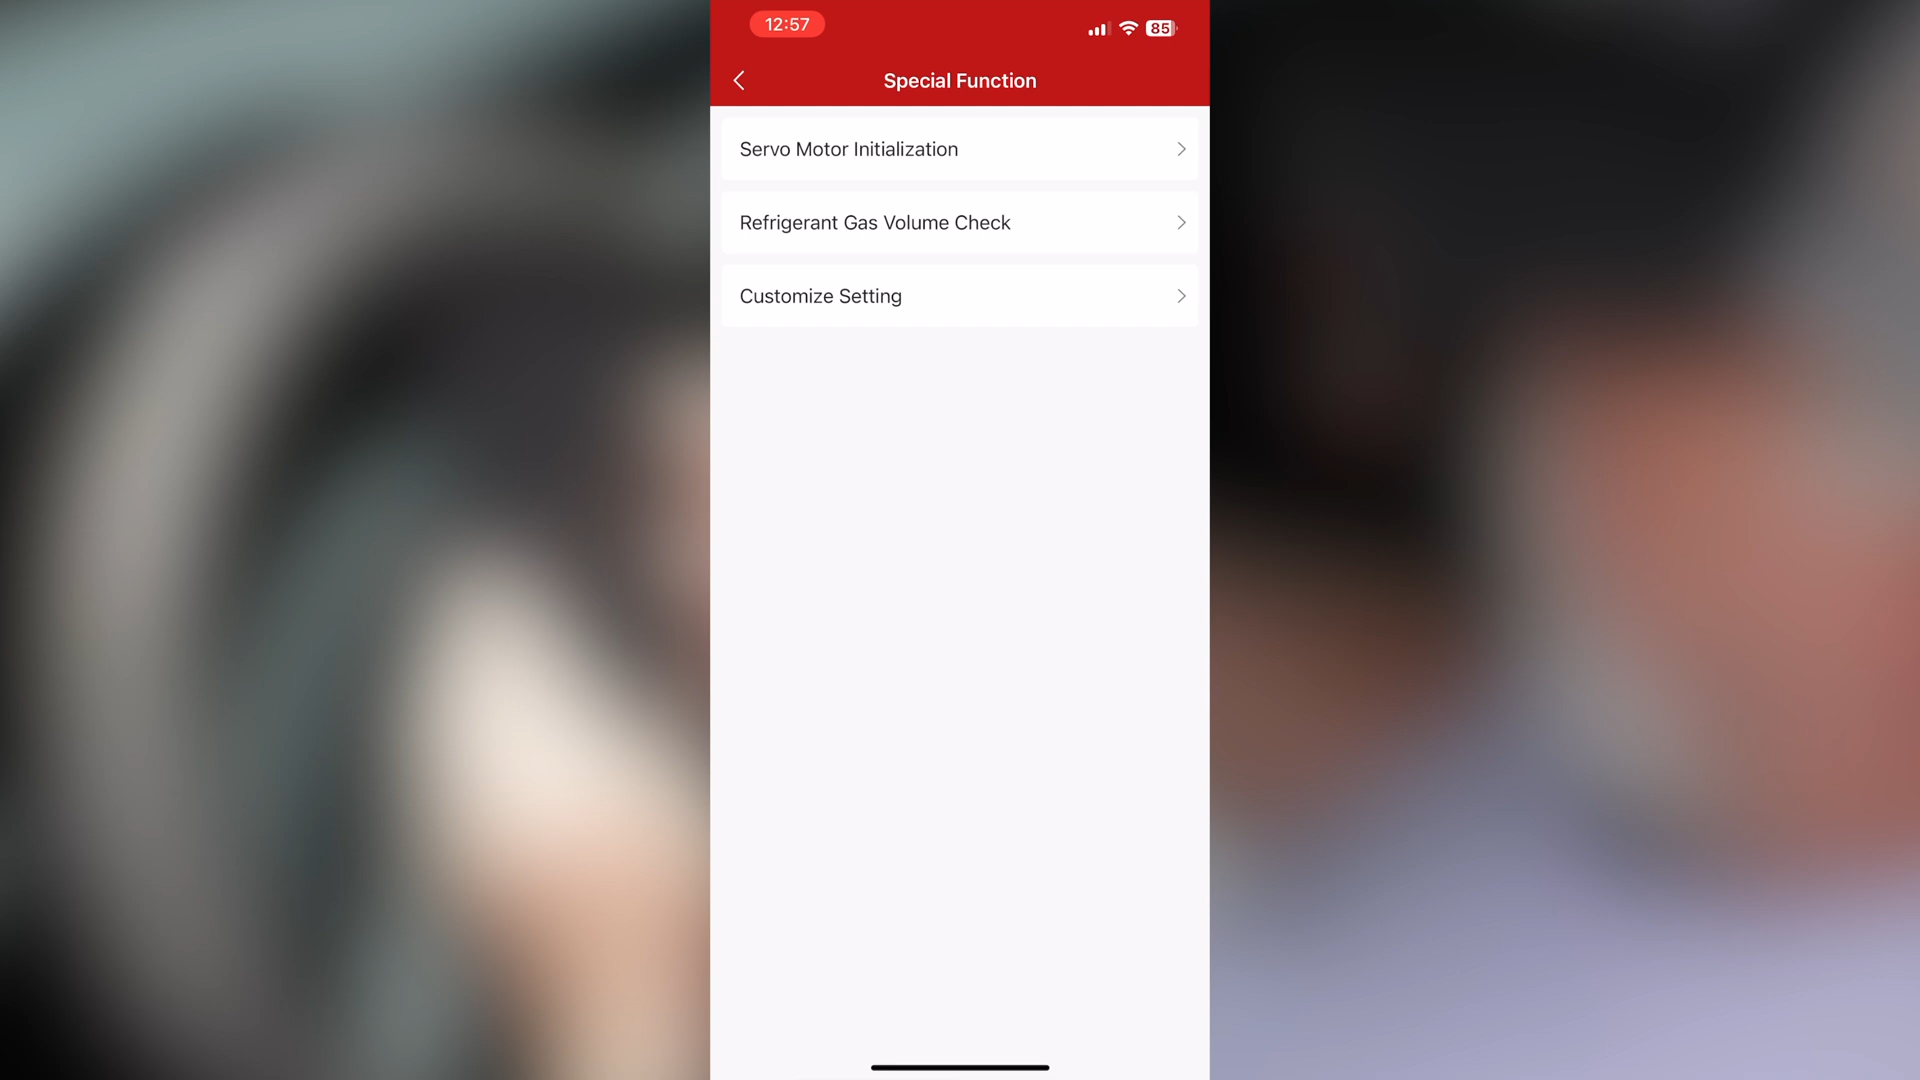 12:57
85
Special Function
Servo Motor Initialization
Refrigerant Gas Volume Check
Customize Setting